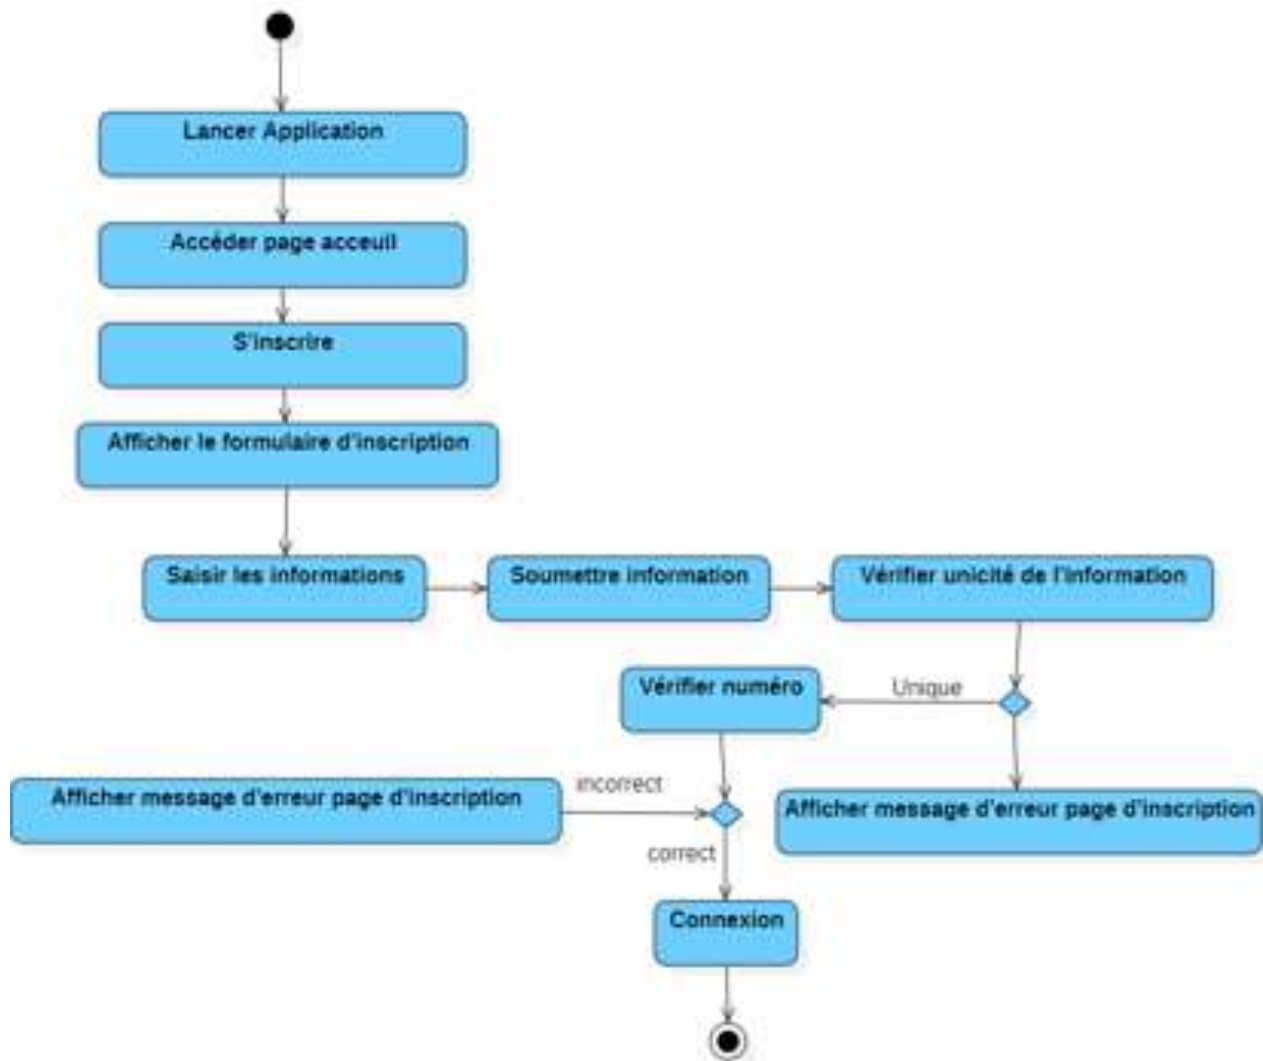 Lancer Application
Accéder page acceuil
S'inscrire
Afficher le formulaire d'inscription
Saisir les informations
Soumettre information
Vérifier unicité de l'information
Vérifier numéro
Unique
Afficher message d'erreur page d'inscription
incorrect
Afficher message d'erreur page d'inscription
correct
Connexion